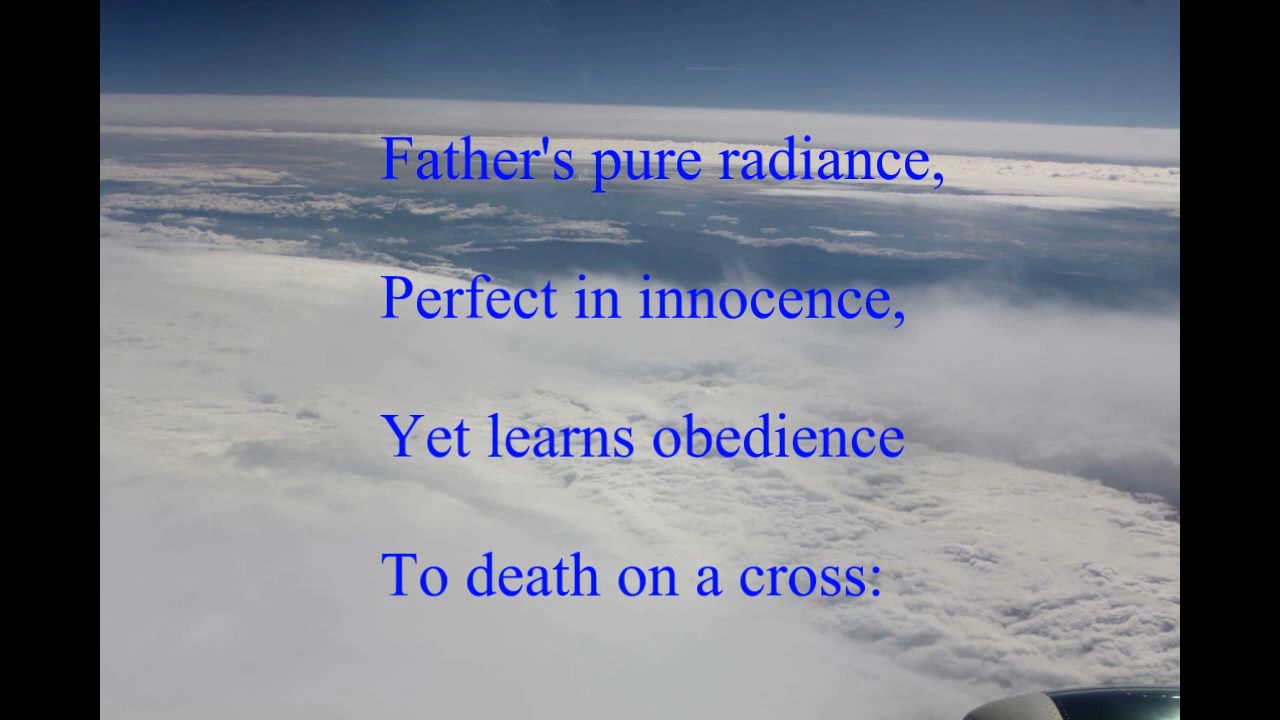 Father's pure radiance,
Perfect in innocence,
Yet learns obedience
To death on a cross: